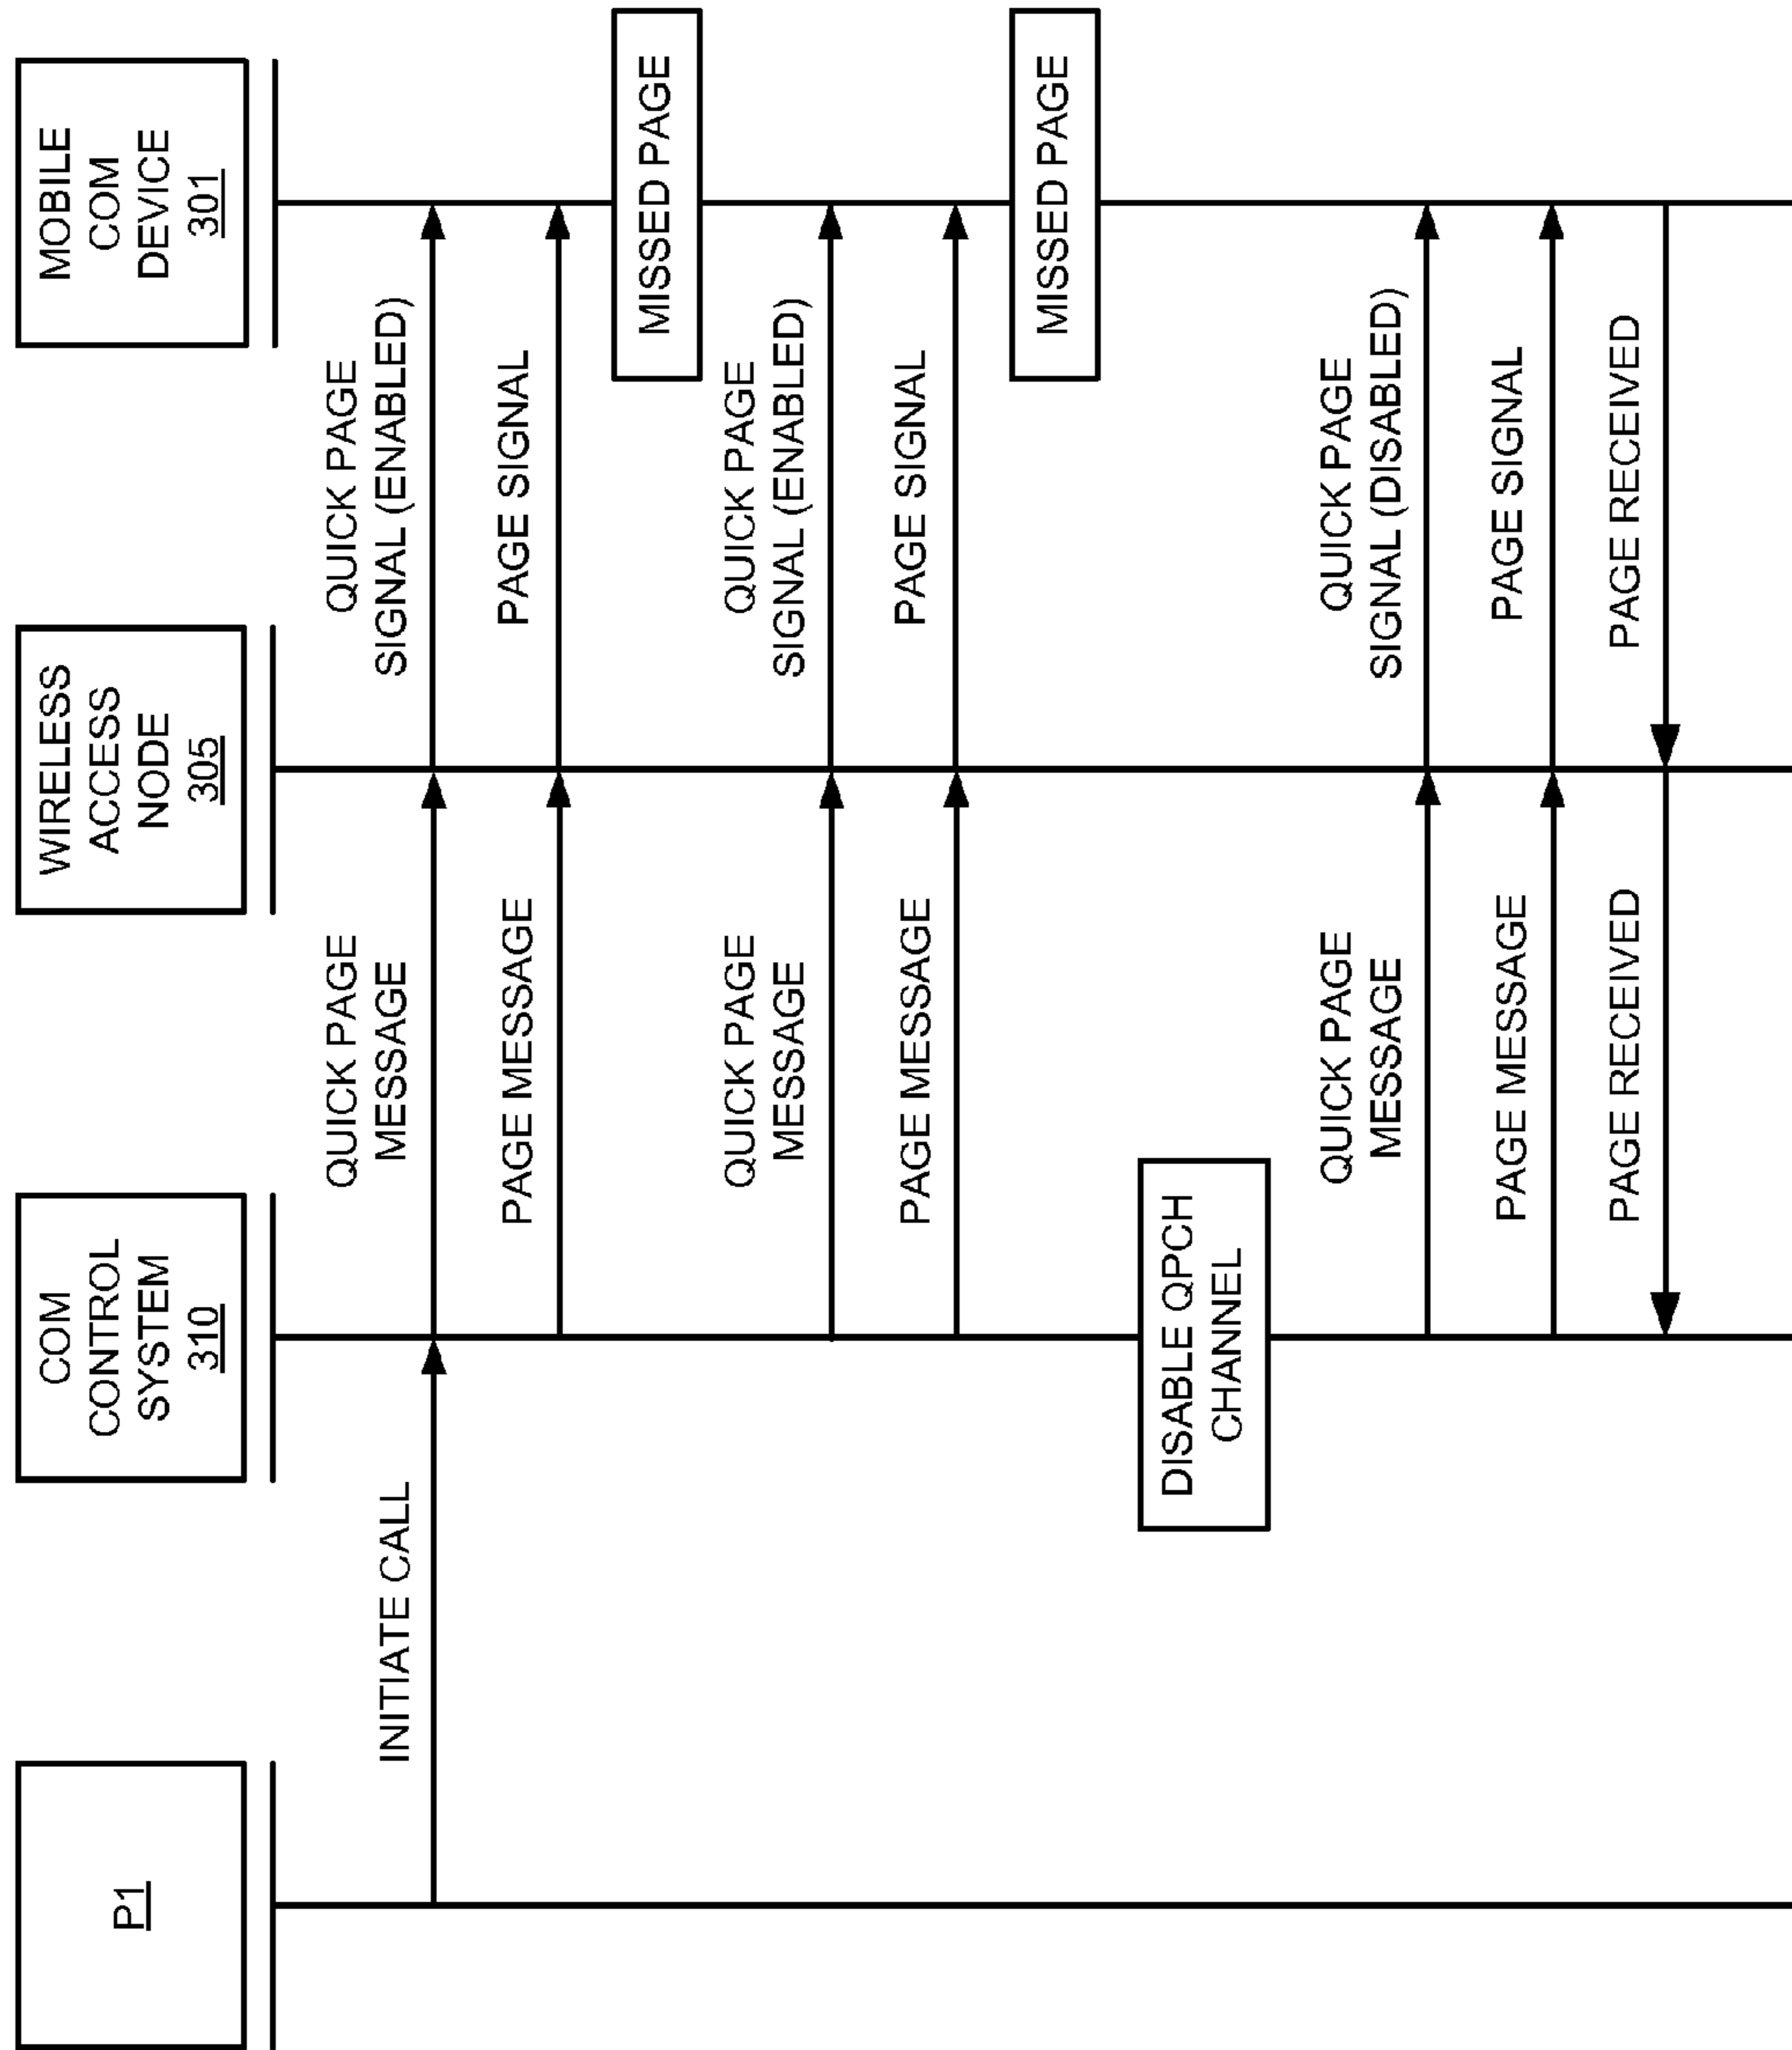 P1
COM
CONTROL
SYSTEM
310
WIRELESS
ACCESS
NODE
305
MOBILE
COM
DEVICE
301
INITIATE CALL
QUICK PAGE
MESSAGE
QUICK PAGE
SIGNAL (ENABLED)
PAGE MESSAGE
PAGE SIGNAL
MISSED PAGE
QUICK PAGE
MESSAGE
QUICK PAGE
SIGNAL (ENABLED)
PAGE MESSAGE
PAGE SIGNAL
MISSED PAGE
DISABLE QPCH
CHANNEL
QUICK PAGE
MESSAGE
QUICK PAGE
SIGNAL (DISABLED)
PAGE MESSAGE
PAGE SIGNAL
PAGE RECEIVED
PAGE RECEIVED